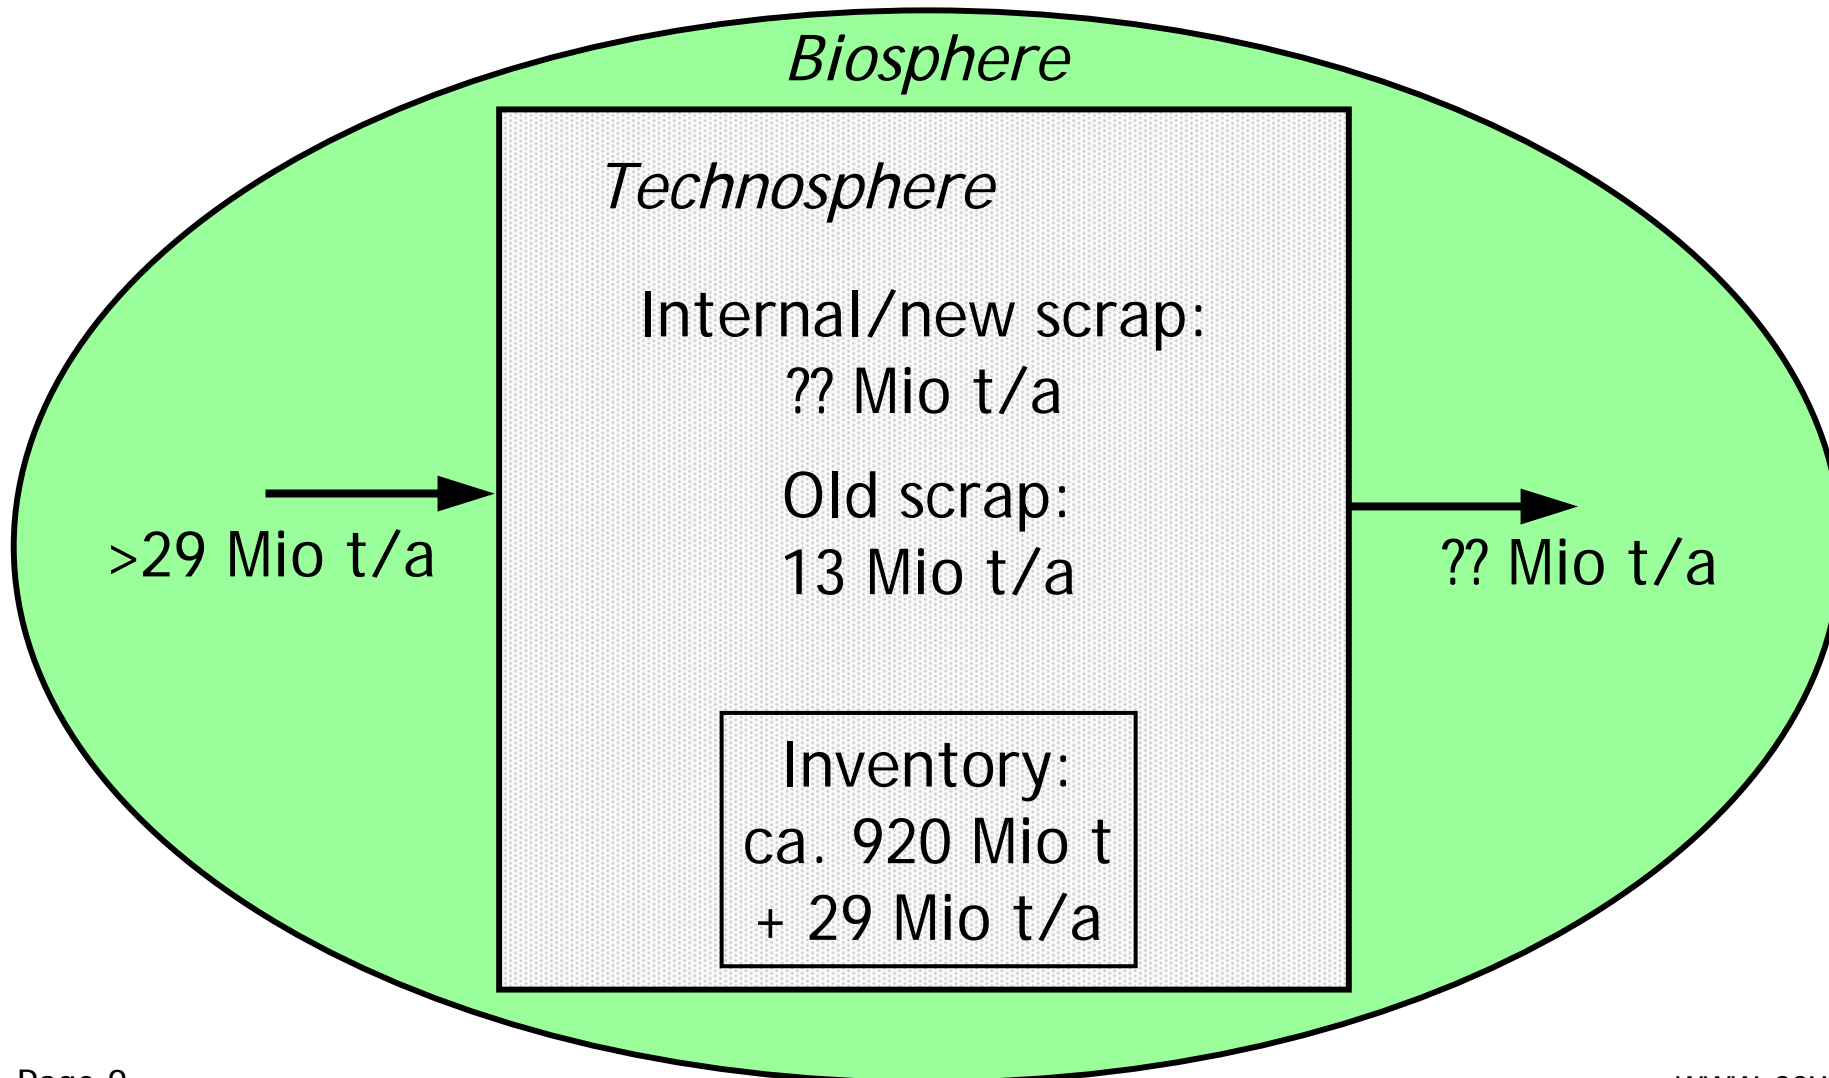 Biosphere
Technosphere
Internal/new scrap:
?? Mio t/a
Old scrap:
13 Mio t/a
>29 Mio t/a
?? Mio t/a
Inventory:
ca. 920 Mio t
+ 29 Mio t/a